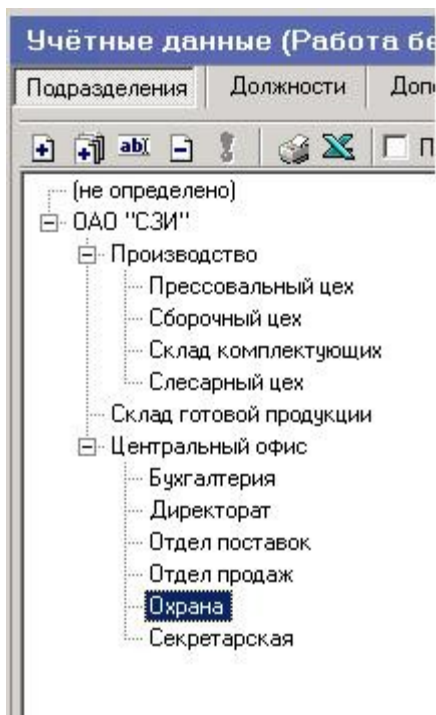 Учётные данные (Работа бе
Подразделения Должности Доп
abl П
(не определено)
ОАО "СЗИ"
Производство
Прессовальный цех
Сборочный цех
Склад комплектующих
Слесарный цех
Склад готовой продукции
Центральный офис
Бухгалтерия
Директорат
Отдел поставок
Отдел продаж
Охрана
Секретарская